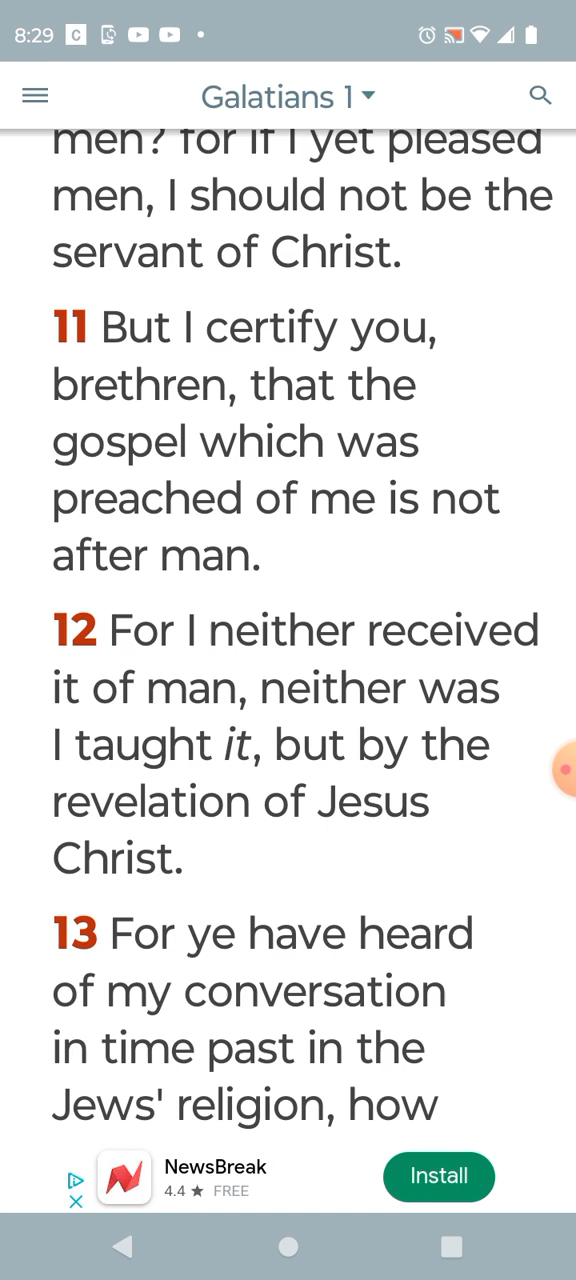 8:29
Galatians 1
men? for if I yet pleased
men, I should not be the
servant of Christ.
11 But I certify you,
brethren, that the
gospel which was
preached of me is not
after man.
12 For I neither received
it of man, neither was
I taught it, but by the
revelation of Jesus
Christ.
13 For ye have heard
of my conversation
in time past in the
Jews' religion, how
NewsBreak
4.4 ★ FREE
Install